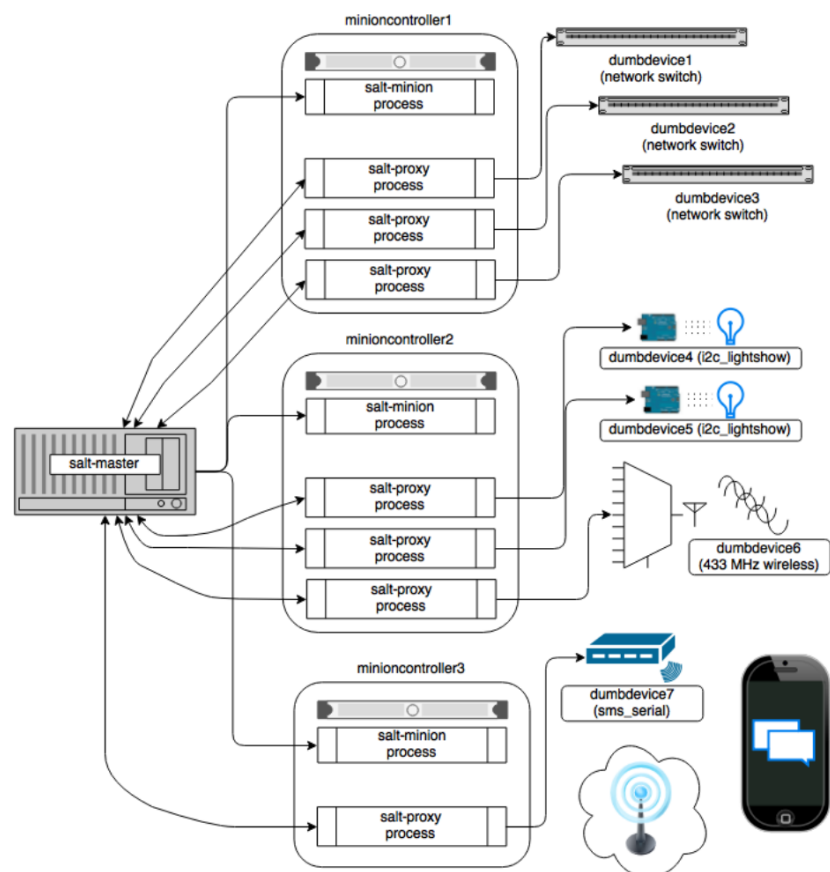 minioncontroller1
salt-minion
process
salt-proxy
process
salt-proxy
process
salt-proxy
process
dumbdevice1
(network switch)
dumbdevice2
(network switch)
dumbdevice3
(network switch)
minioncontroller2
salt-minion
process
salt-proxy
process
salt-proxy
process
salt-proxy
process
dumbdevice4 (i2c_lightshow)
dumbdevice5 (i2c_lightshow)
dumbdevice6
(433 MHz wireless)
salt-master
minioncontroller3
salt-minion
process
salt-proxy
process
dumbdevice7
(sms_serial)